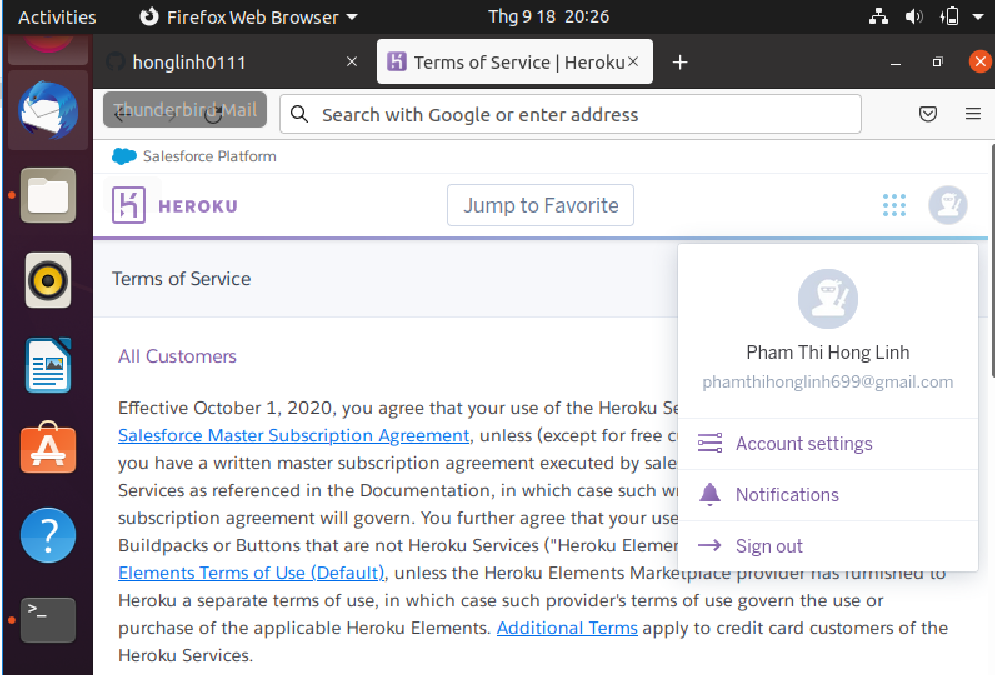 Activities
Firefox Web Browser
Thg 9 18 20:26
honglinh0111
Terms of Service | Heroku
Thunderbird Mail
Search with Google or enter address
Salesforce Platform
HEROKU
Jump to Favorite
Terms of Service
Pham Thi Hong Linh
phamthihonglinh699@gmail.com
Account settings
Notifications
Sign out
All Customers
Effective October 1, 2020, you agree that your use of the Heroku Se
Salesforce Master Subscription Agreement, unless (except for free c
you have a written master subscription agreement executed by sale
Services as referenced in the Documentation, in which case such w
subscription agreement will govern. You further agree that your use
Buildpacks or Buttons that are not Heroku Services ("Heroku Elemer
Elements Terms of Use (Default), unless the Heroku Elements Marketplace provider has furnished to
Heroku a separate terms of use, in which case such provider's terms of use govern the use or
purchase of the applicable Heroku Elements. Additional Terms apply to credit card customers of the
Heroku Services.